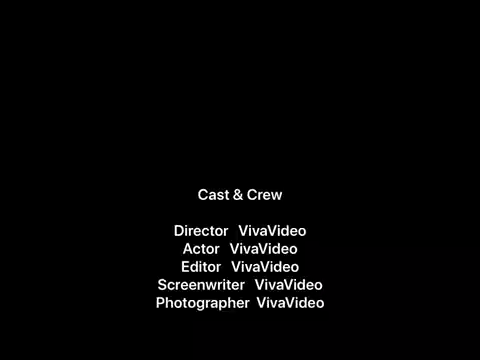 Cast & Crew
Director VivaVideo
Actor VivaVideo
Editor VivaVideo
Screenwriter VivaVideo
Photographer VivaVideo